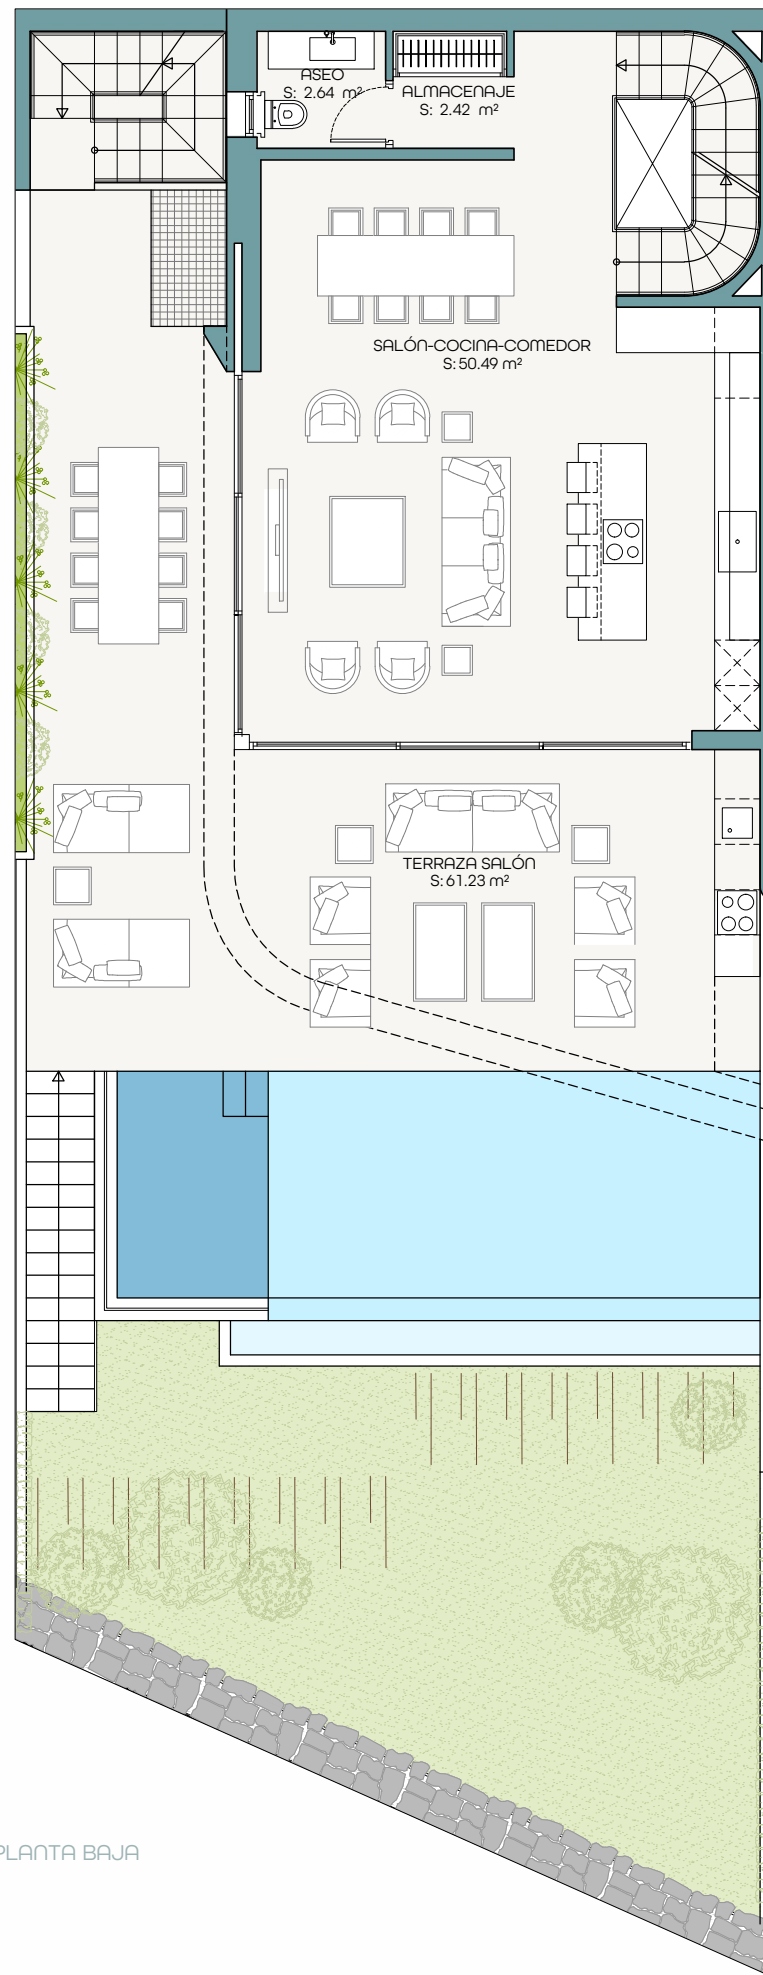 ASEO
S: 2.64 m²
ALMACENAJE
S: 2.42 m²
SALÓN-COCINA-COMEDOR
S: 50.49 m²
TERRAZA SALÓN
S: 61.23 m²
PLANTA BAJA